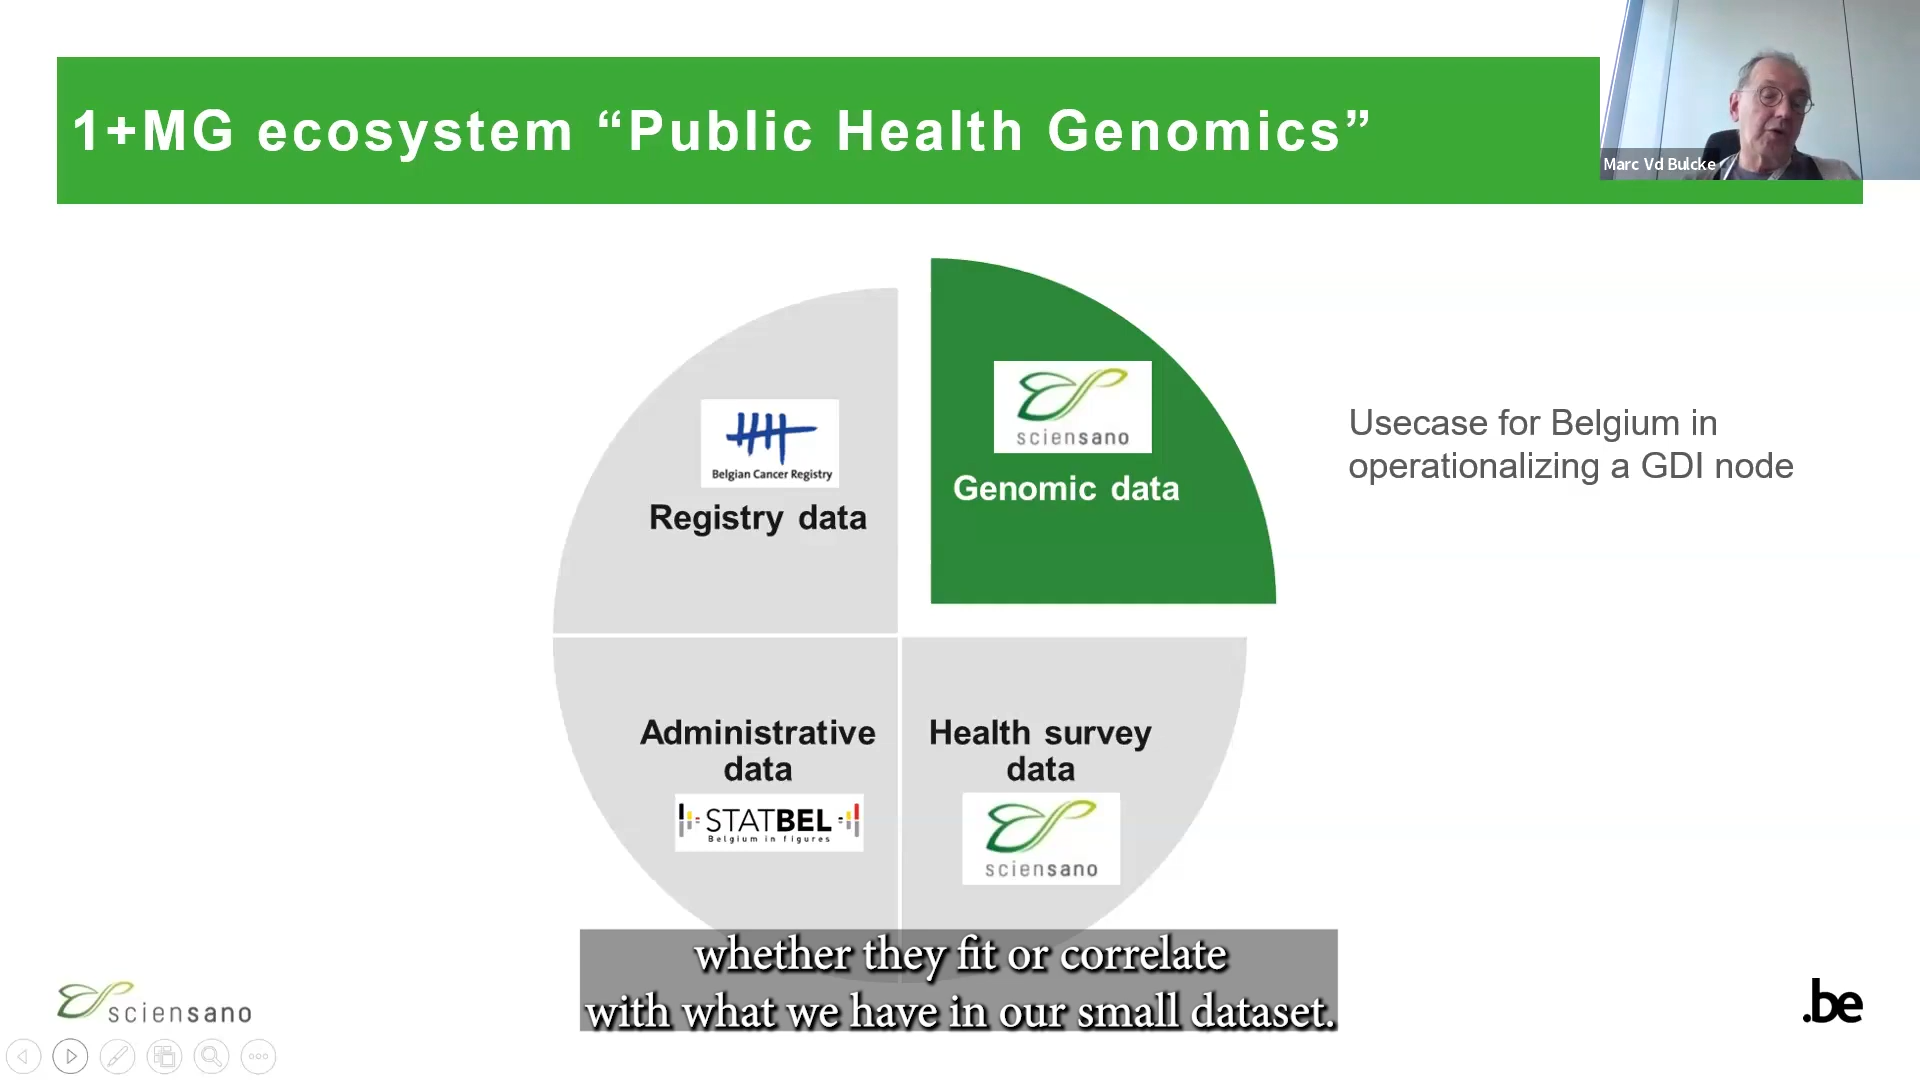 1+MG ecosystem “Public Health Genomics”
Marc Vd Bulcke
Belgian Cancer Registry
Registry data
sciensano
Genomic data
Usecase for Belgium in
operationalizing a GDI node
Administrative
data
STATBEL
Belgium in figures
Health survey
data
sciensano
whether they fit or correlate
with what we have in our small dataset.
sciensano
.be